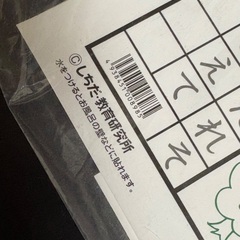 ©しちだ・教育研究所
水をつけるとお風呂の壁などに貼れます。
4938451008985
え
てれ
そ